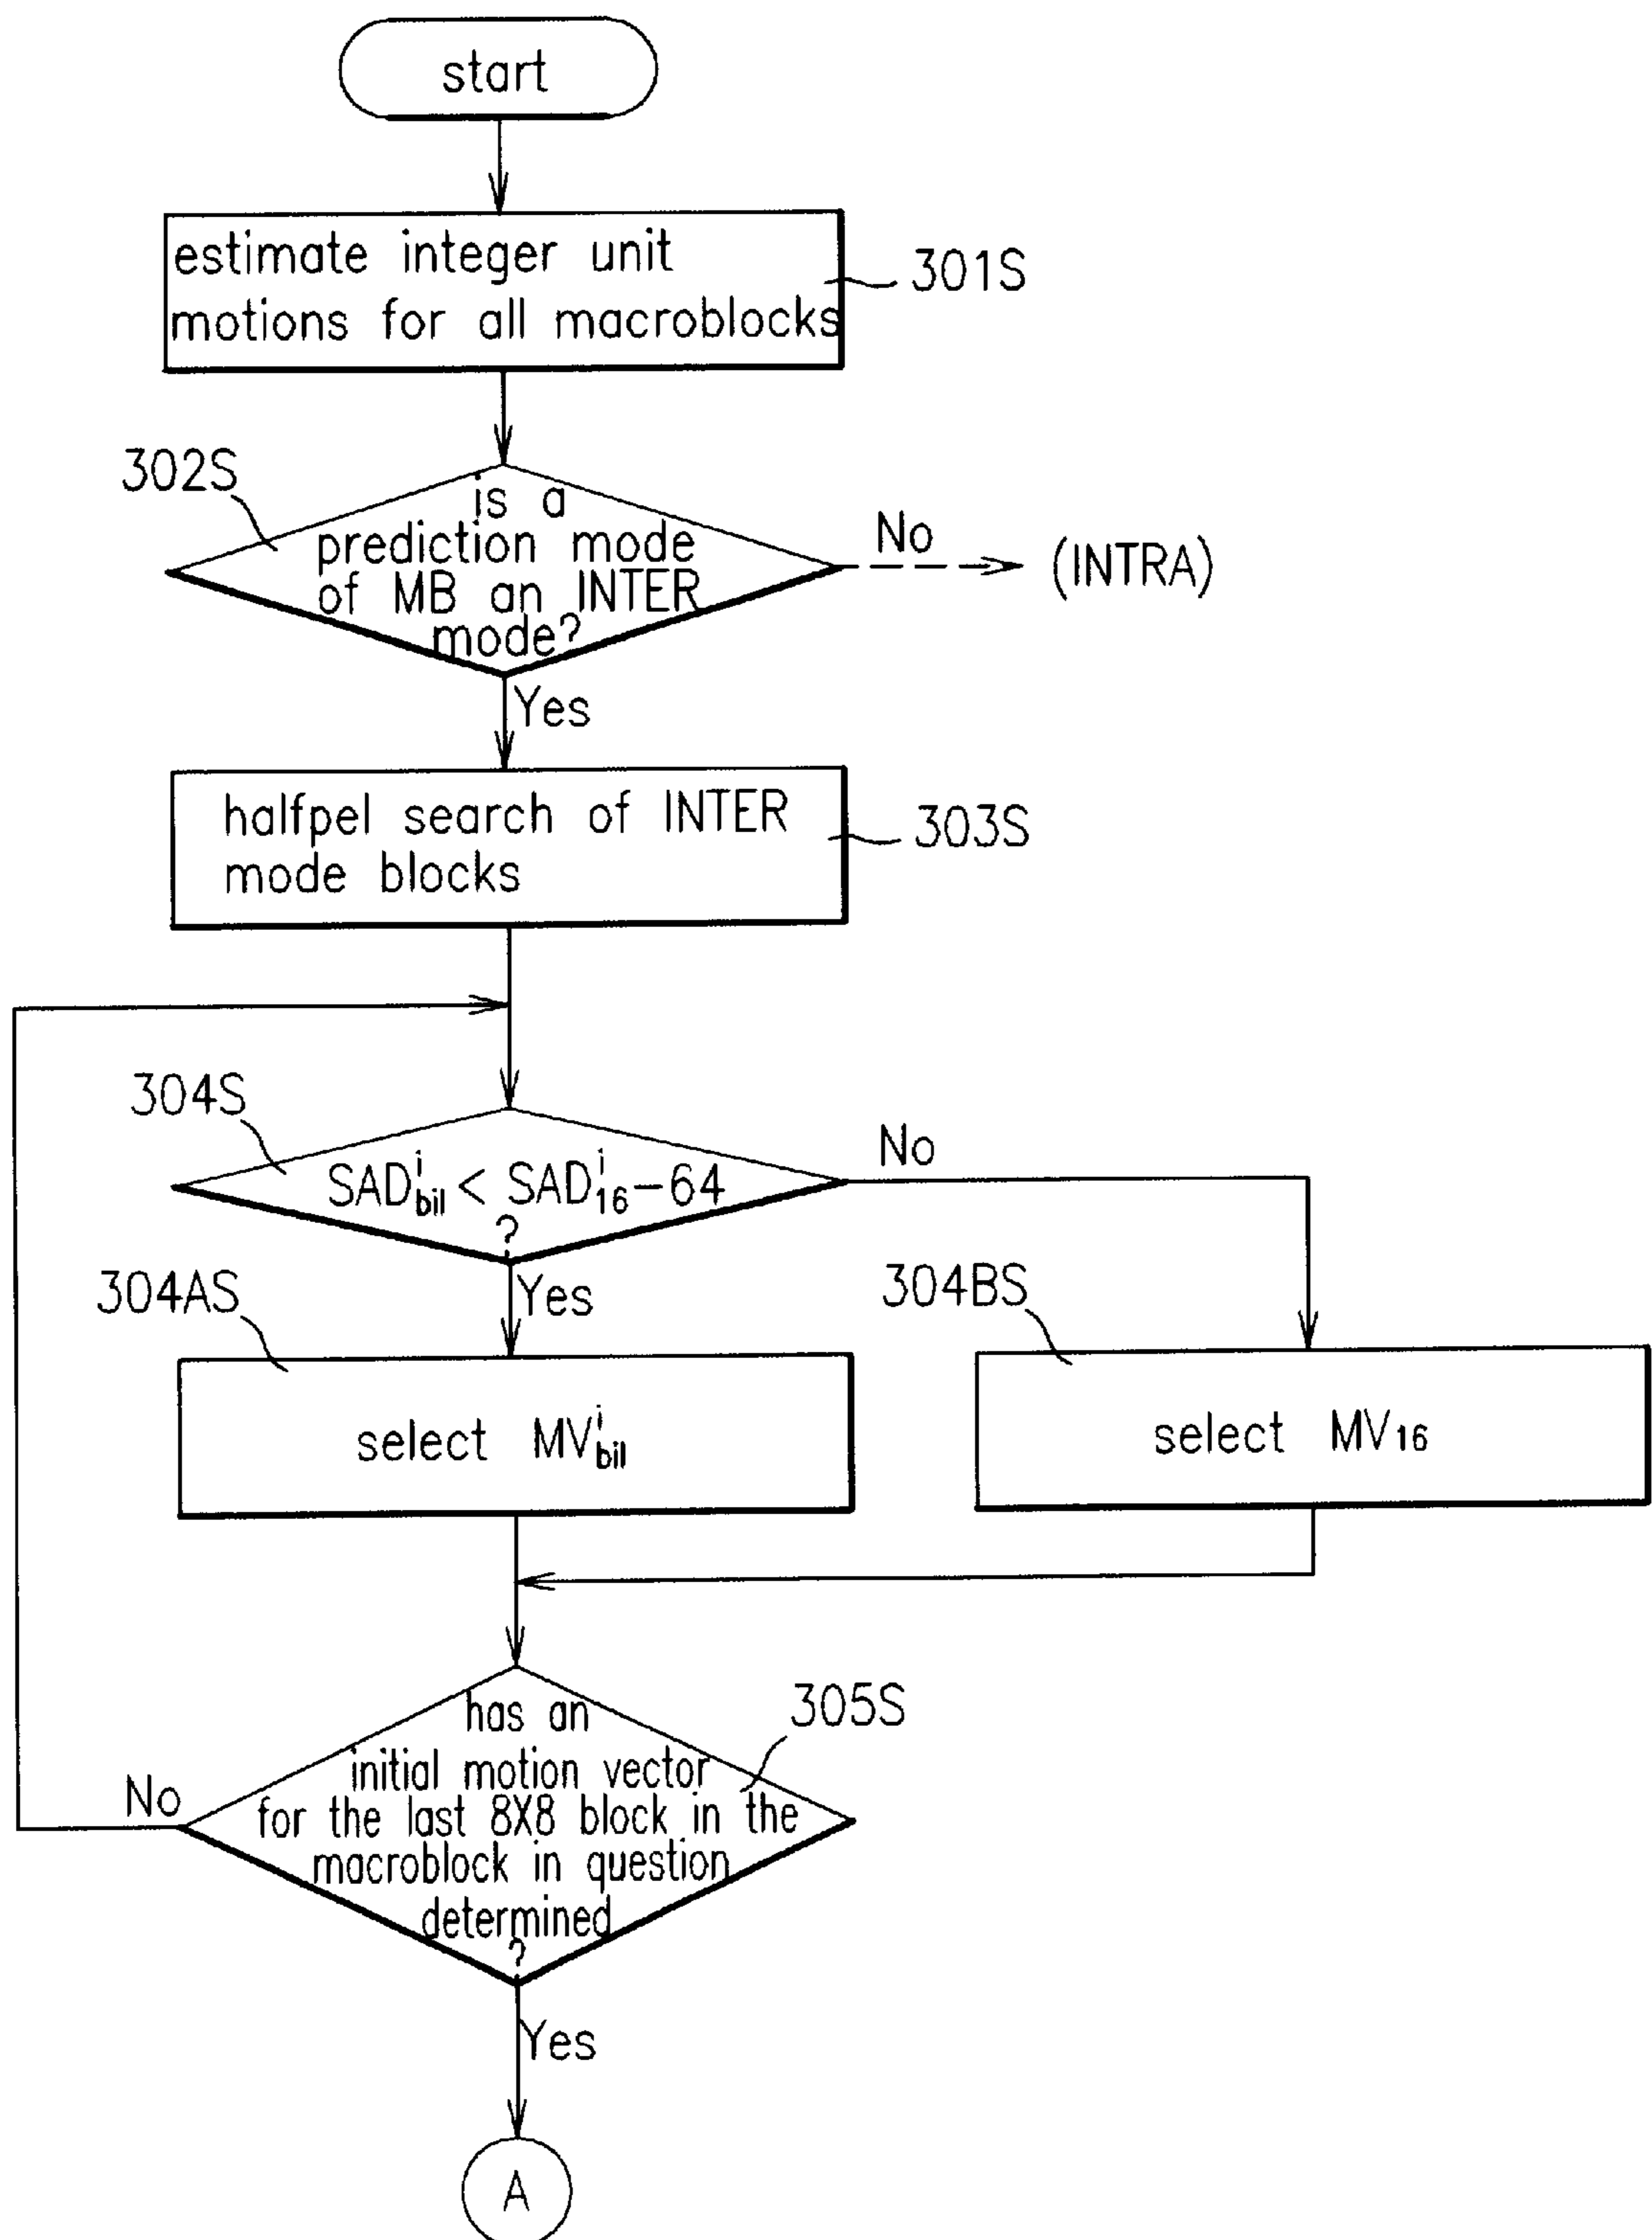 start
estimate integer unit
motions for all macroblocks
301S
302S
is a
prediction mode
of MB an INTER
mode?
No
(INTRA)
Yes
halfpel search of INTER
mode blocks
303S
304S
SAD^i_bil < SAD^i_16 - 64
?
No
Yes
304AS
select MV^i_bil
304BS
select MV_16
305S
has an
initial motion vector
for the last 8X8 block in the
macroblock in question
determined
?
No
Yes
A